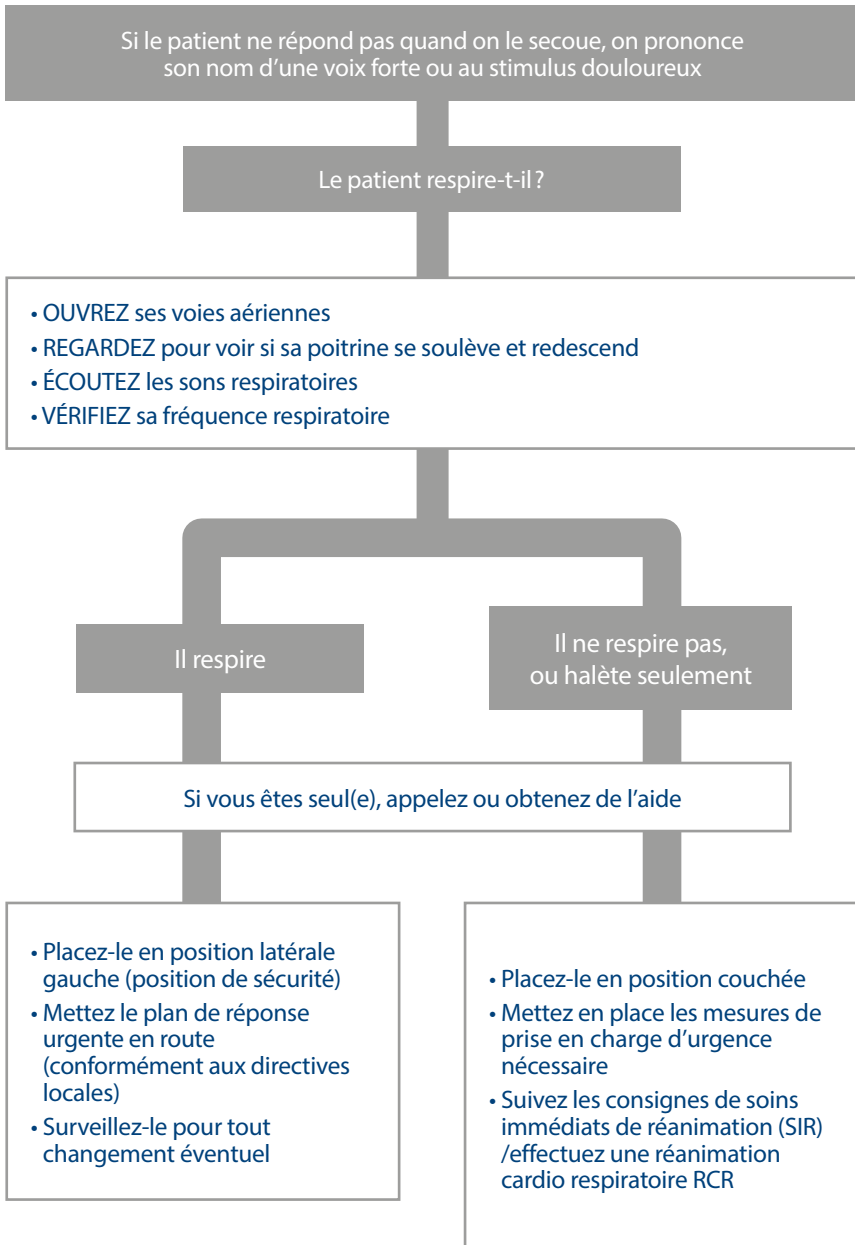 Si le patient ne répond pas quand on le secoue, on prononce
son nom d’une voix forte ou au stimulus douloureux
Le patient respire-t-il ?
• OUVREZ ses voies aériennes
• REGARDEZ pour voir si sa poitrine se soulève et redescend
• ÉCOUTEZ les sons respiratoires
• VÉRIFIEZ sa fréquence respiratoire
Il respire
Il ne respire pas,
ou halète seulement
Si vous êtes seul(e), appelez ou obtenez de l’aide
• Placez-le en position latérale
gauche (position de sécurité)
• Mettez le plan de réponse
urgente en route
(conformément aux directives
locales)
• Surveillez-le pour tout
changement éventuel
• Placez-le en position couchée
• Mettez en place les mesures de
prise en charge d’urgence
nécessaire
• Suivez les consignes de soins
immédiats de réanimation (SIR)
/effectuez une réanimation
cardio respiratoire RCR